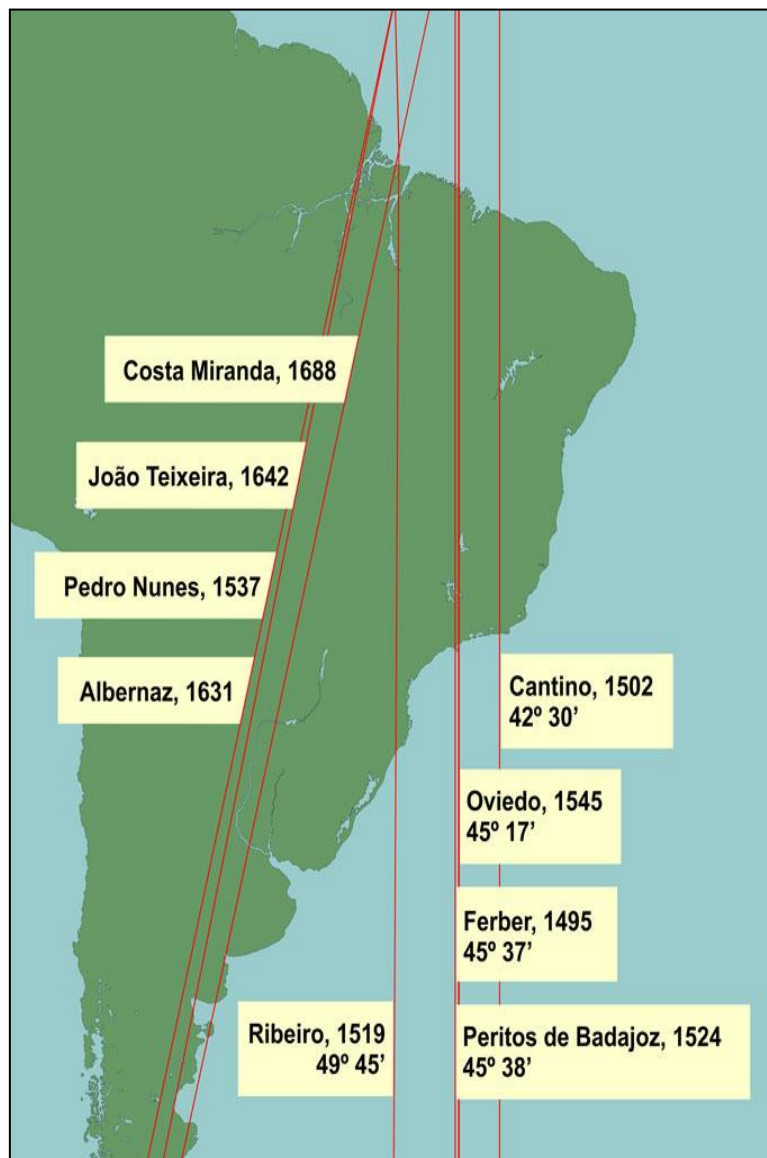 Costa Miranda, 1688
João Teixeira, 1642
Pedro Nunes, 1537
Albernaz, 1631
Cantino, 1502
42º 30’
Oviedo, 1545
45º 17’
Ferber, 1495
45º 37’
Ribeiro, 1519
49º 45’
Peritos de Badajoz, 1524
45º 38’